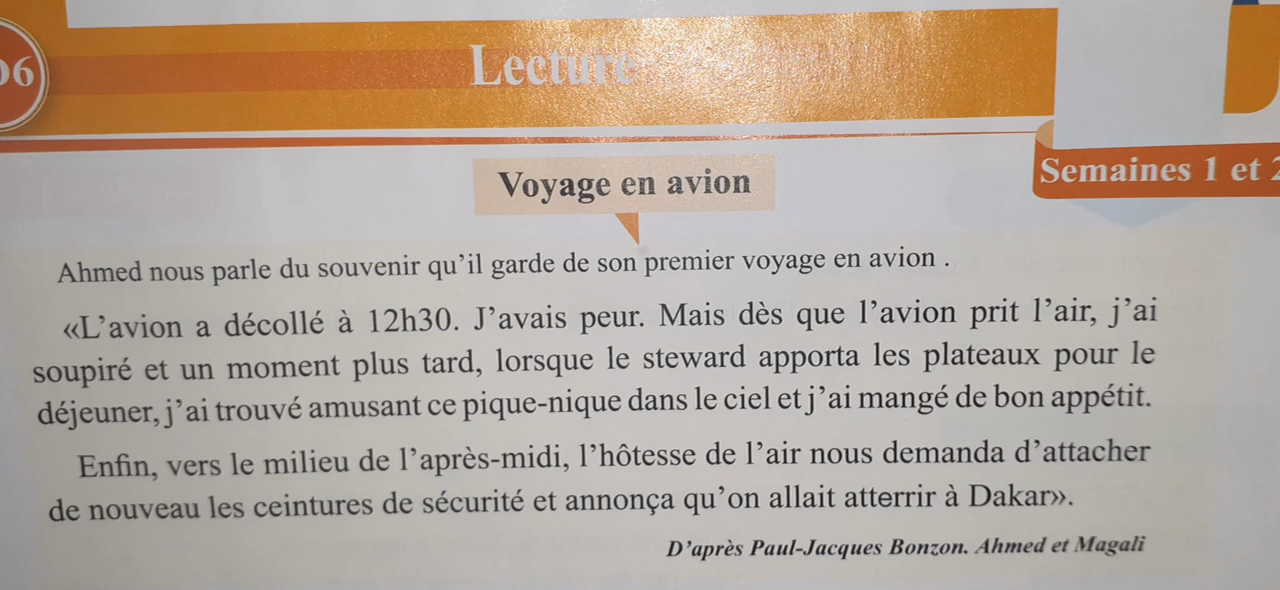 06
Lecture
Semaines 1 et 2
Voyage en avion
Ahmed nous parle du souvenir qu'il garde de son premier voyage en avion .
«L'avion a décollé à 12h30. J'avais peur. Mais dès que l'avion prit l'air, j'ai
soupiré et un moment plus tard, lorsque le steward apporta les plateaux pour le
déjeuner, j'ai trouvé amusant ce pique-nique dans le ciel et j'ai mangé de bon appétit.
Enfin, vers le milieu de l'après-midi, l'hôtesse de l'air nous demanda d'attacher
de nouveau les ceintures de sécurité et annonça qu'on allait atterrir à Dakar».
D'après Paul-Jacques Bonzon. Ahmed et Magali